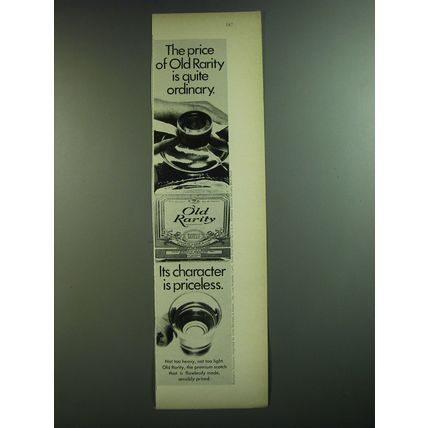 187
The price
of Old Rarity
is quite
ordinary.
Old
Rarity
Its character
is priceless.
Not too heavy, not too light.
Old Rarity, the premium scotch
that is flawlessly made,
sensibly priced.